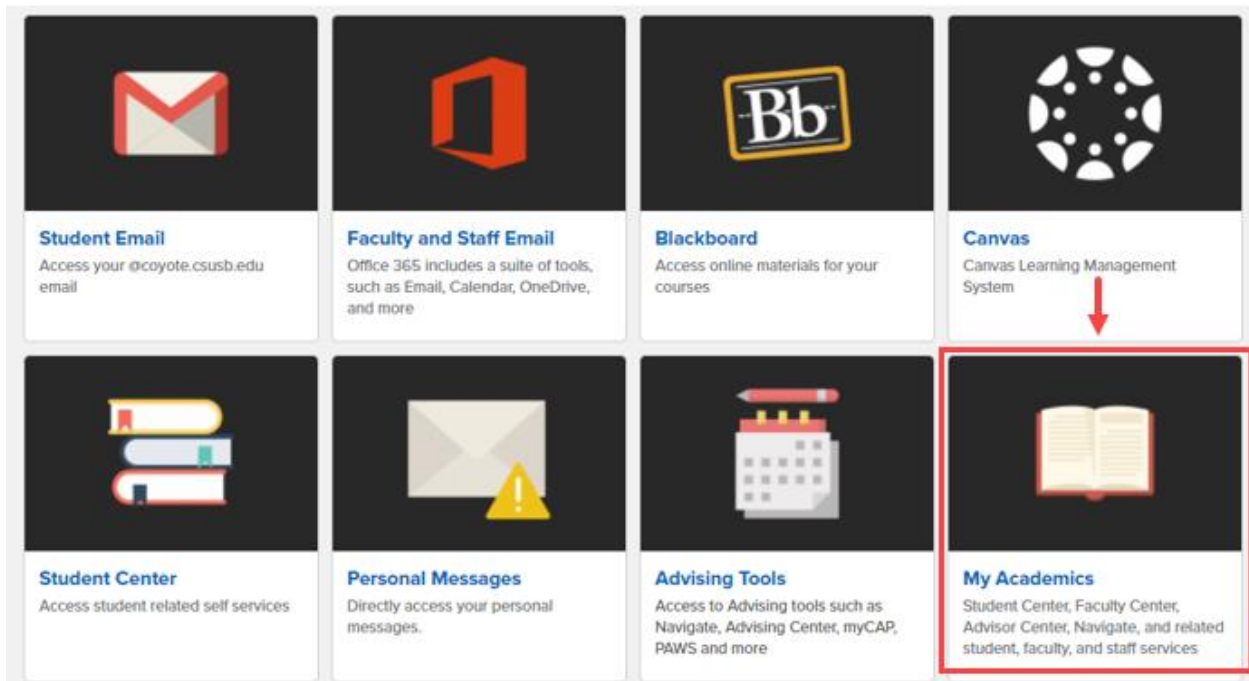 Bb
Student Email
Access your @coyote.csusb.edu
email
Faculty and Staff Email
Office 365 includes a suite of tools,
such as Email, Calendar, OneDrive,
and more
Blackboard
Access online materials for your
courses
Canvas
Canvas Learning Management
System
Student Center
Access student related self services
Personal Messages
Directly access your personal
messages.
Advising Tools
Access to Advising tools such as
Navigate, Advising Center, myCAP,
PAWS and more
My Academics
Student Center, Faculty Center,
Advisor Center, Navigate, and related
student, faculty, and staff services